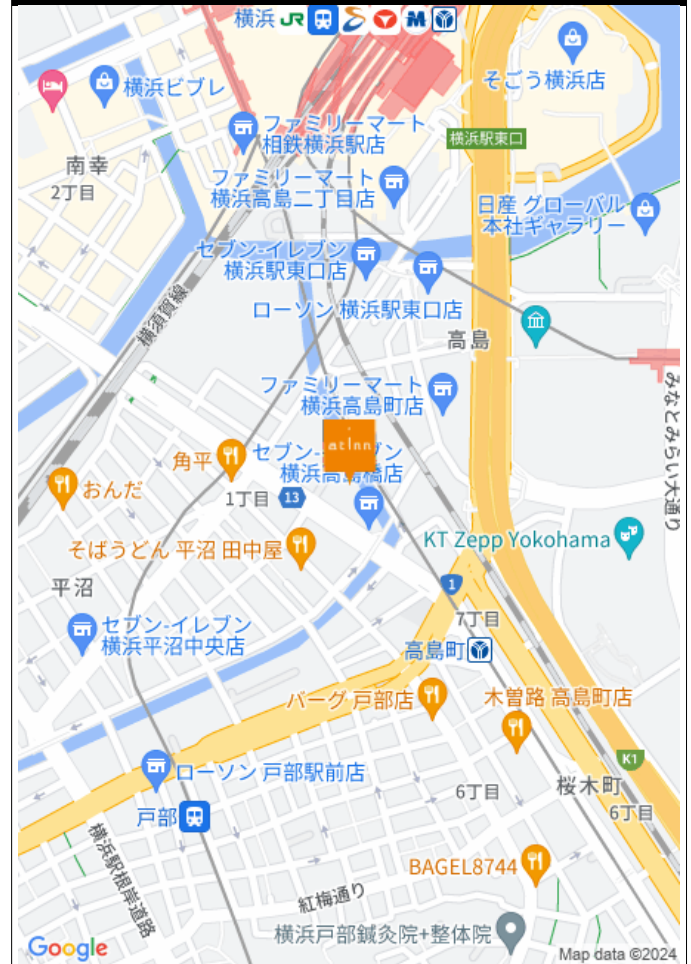 横浜 JR
横浜ビブレ
そごう横浜店
ファミリーマート
相鉄横浜駅店
横浜駅東口
南幸
2丁目
ファミリーマート
横浜高島二丁目店
日産 グローバル
本社ギャラリー
セブン-イレブン
横浜駅東口店
ローソン 横浜駅東口店
横須賀線
高島
ファミリーマート
横浜高島町店
みなとみらい大通り
at inn
角平
横浜高島橋店
おんだ
1丁目 13
そばうどん 平沼 田中屋
KT Zepp Yokohama
平沼
1
7丁目
セブン-イレブン
横浜平沼中央店
高島町
バーグ 戸部店
木曽路 高島町店
K1
ローソン 戸部駅前店
6丁目
桜木町
6丁目
戸部
横浜駅根岸道路
BAGEL8744
紅梅通り
横浜戸部鍼灸院+整体院
Google
Map data ©2024